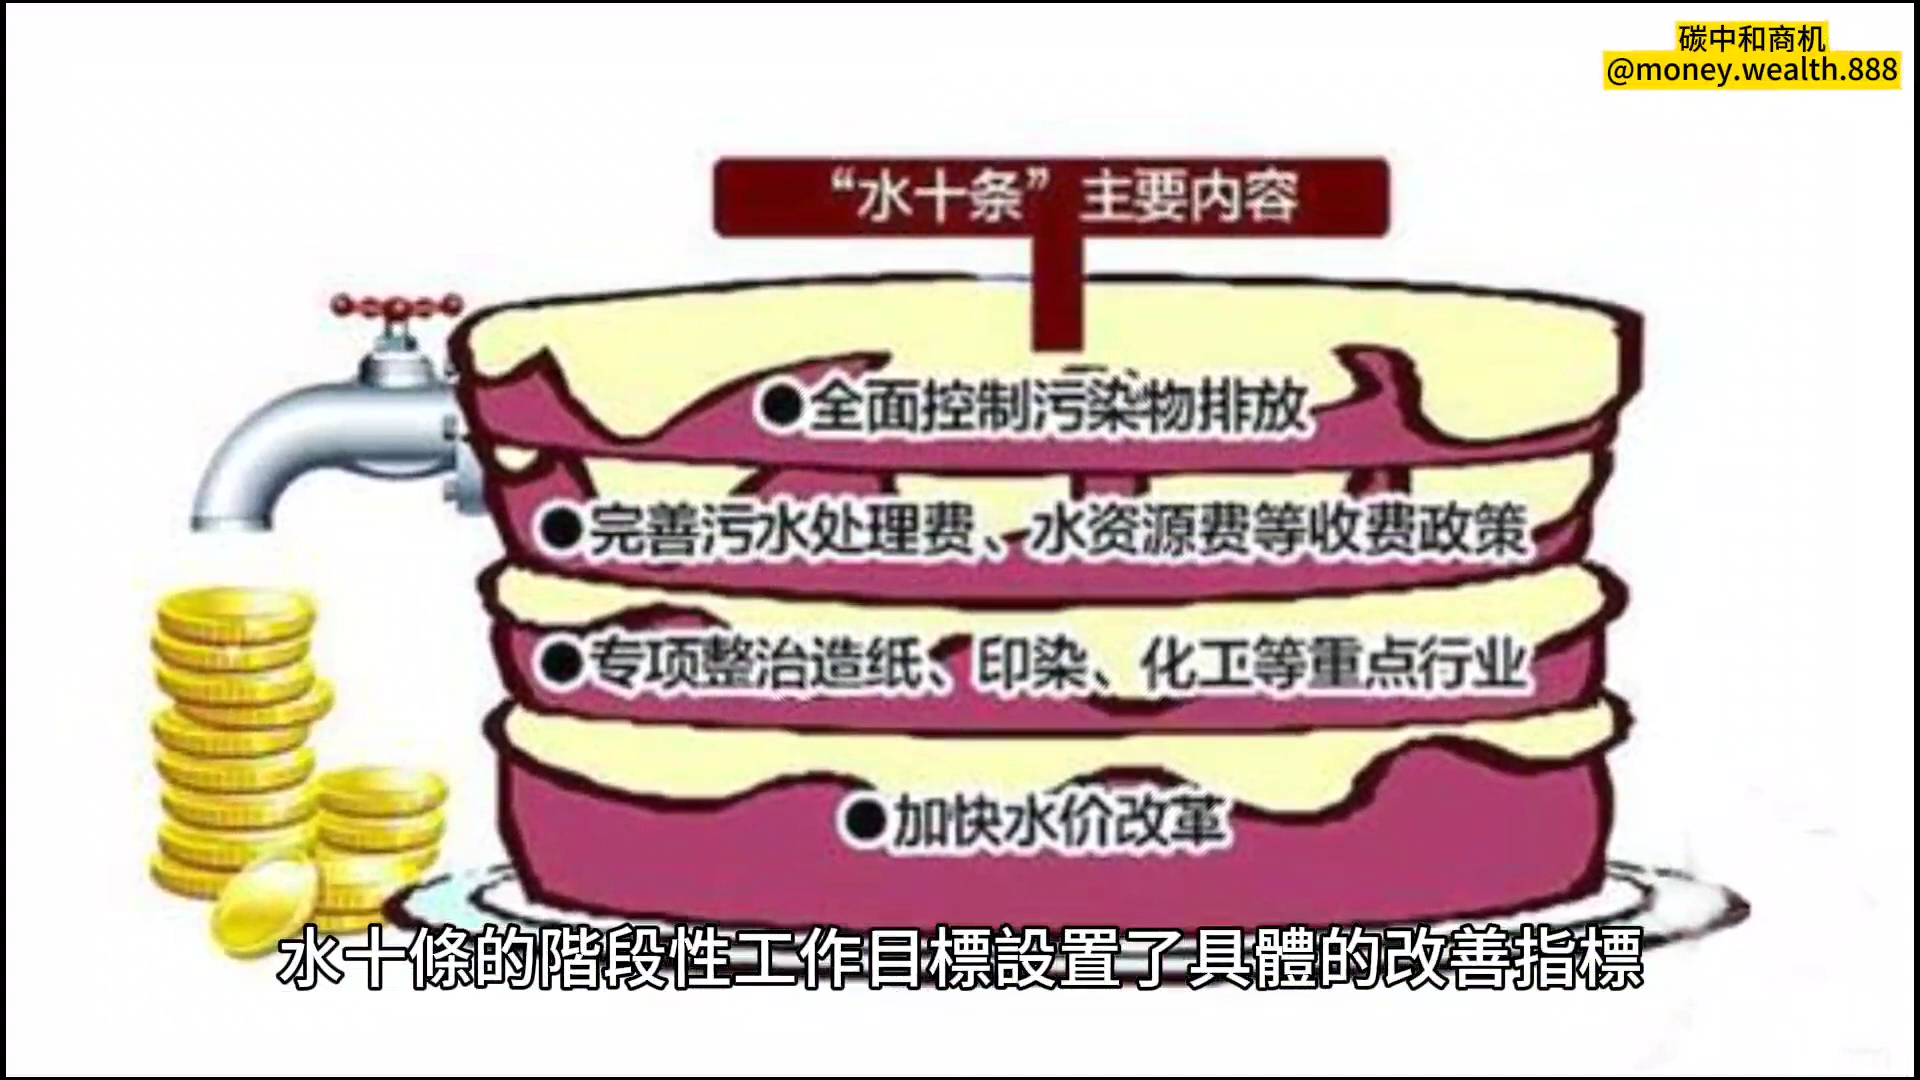 碳中和商机
@money.wealth.888
“水十条”主要内容
●全面控制污染物排放
●完善污水处理费、水资源费等收费政策
●专项整治造纸、印染、化工等重点行业
●加快水价改革
水十條的階段性工作目標設置了具體的改善指標